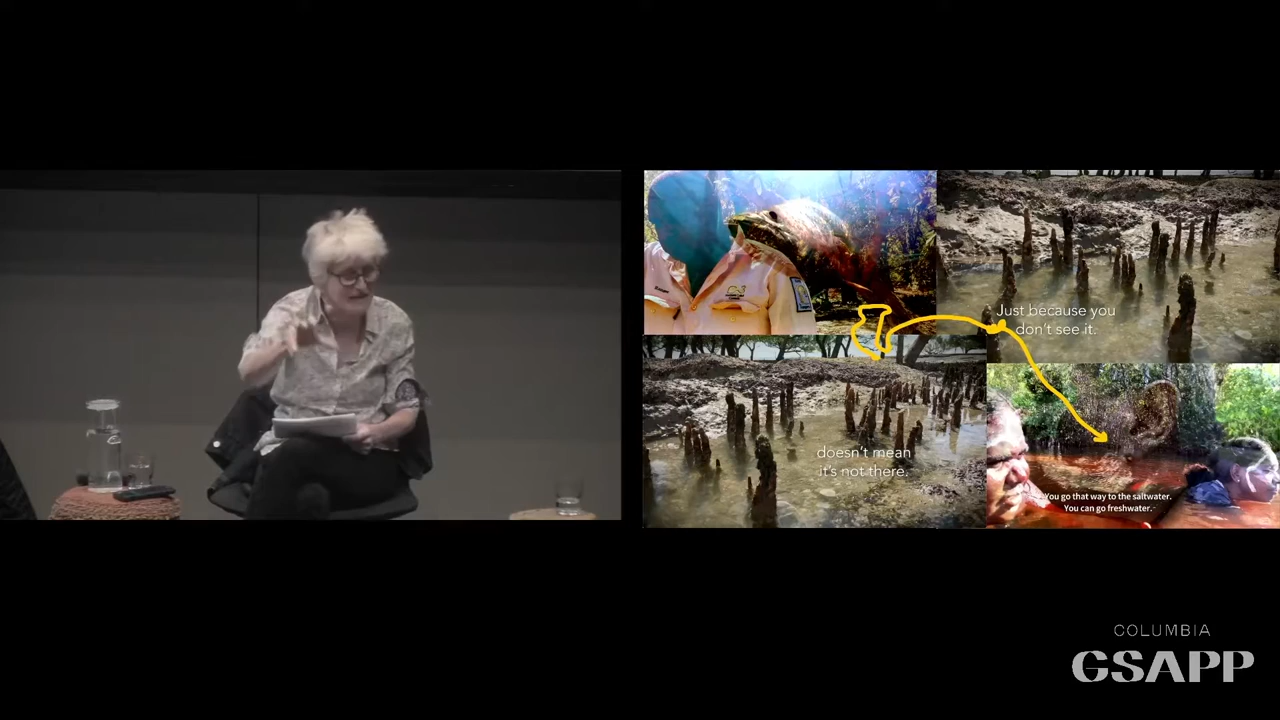 Just because you
don't see it.
doesn't mean
it's not there.
You go that way to the saltwater.
You can go freshwater.
COLUMBIA
GSAPP